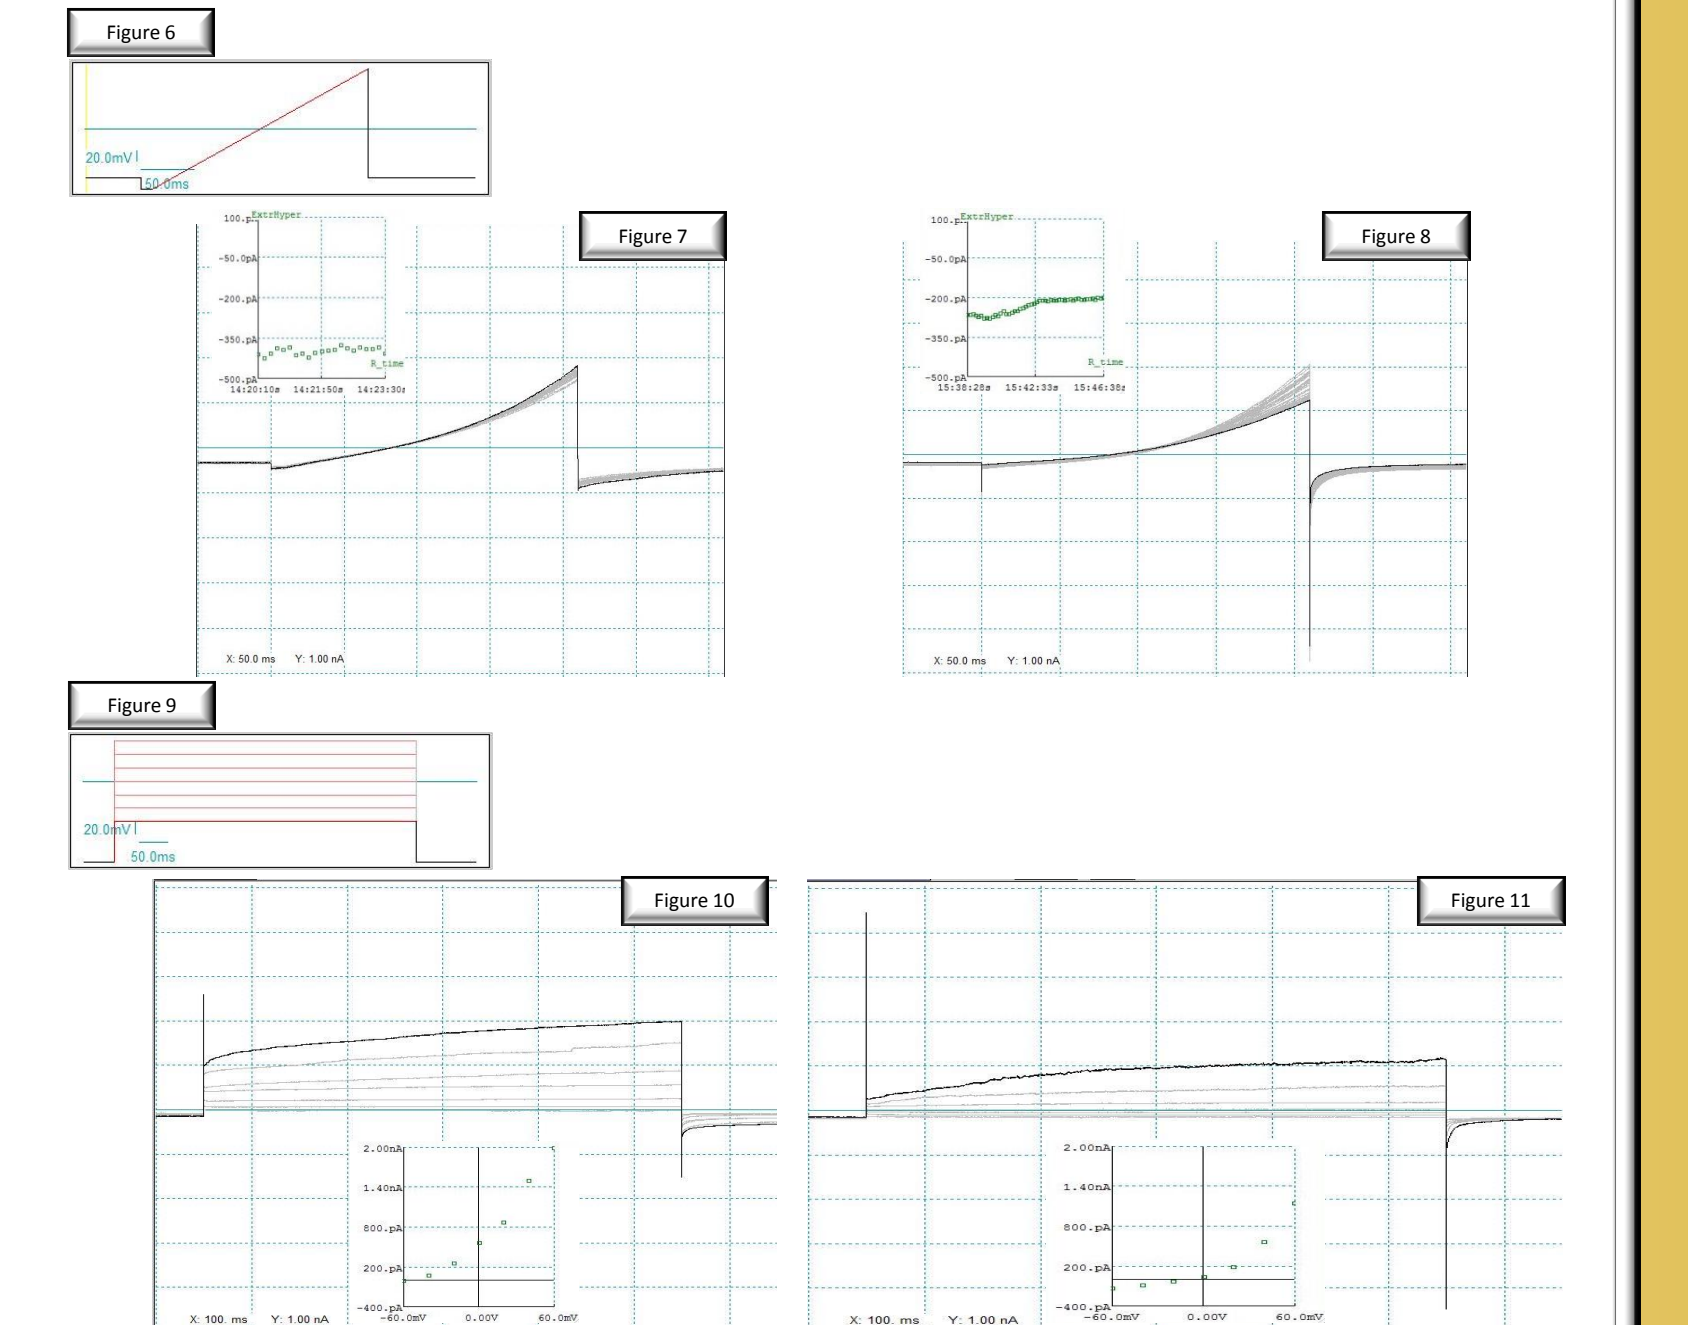 Figure 6
20.0mV
50.0ms
Figure 7
ExtrHyper
-50.0pA
-200.pA
-350.pA
-500.pA
R_time
14:20:10s 14:21:50s 14:23:30s
X: 50.0 ms Y: 1.00 nA
Figure 8
ExtrHyper
-50.0pA
-200.pA
-350.pA
-500.pA
R_time
15:38:28s 15:42:33s 15:46:38s
X: 50.0 ms Y: 1.00 nA
Figure 9
20.0mV
50.0ms
Figure 10
2.00nA
1.40nA
800.pA
200.pA
-400.pA
-60.0mV 0.00V 60.0mV
X: 100. ms Y: 1.00 nA
Figure 11
2.00nA
1.40nA
800.pA
200.pA
-400.pA
-60.0mV 0.00V 60.0mV
X: 100. ms Y: 1.00 nA